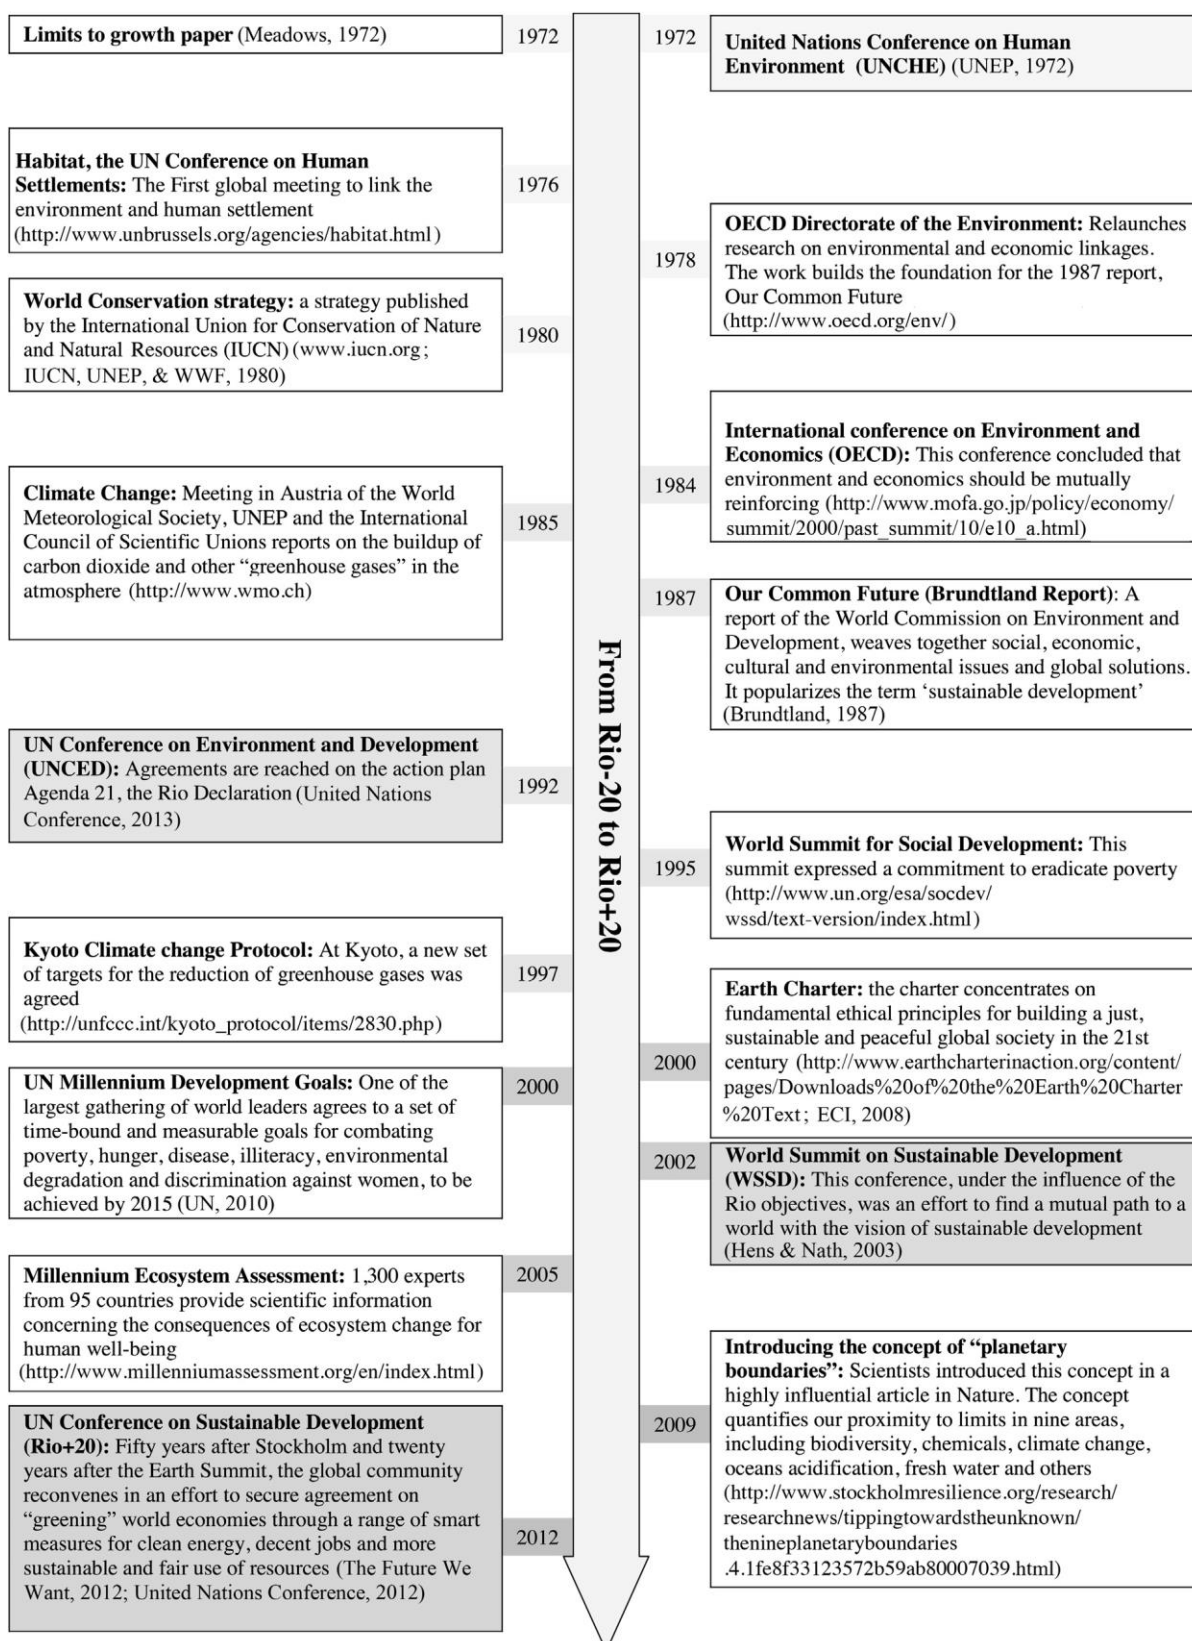 Limits to growth paper (Meadows, 1972)
1972
1972
United Nations Conference on Human
Environment (UNCHE) (UNEP, 1972)
Habitat, the UN Conference on Human
Settlements: The First global meeting to link the
environment and human settlement
(http://www.unbrussels.org/agencies/habitat.html)
1976
OECD Directorate of the Environment: Relaunches
research on environmental and economic linkages.
The work builds the foundation for the 1987 report,
Our Common Future
(http://www.oecd.org/env/)
1978
World Conservation strategy: a strategy published
by the International Union for Conservation of Nature
and Natural Resources (IUCN) (www.iucn.org;
IUCN, UNEP, & WWF, 1980)
1980
International conference on Environment and
Economics (OECD): This conference concluded that
environment and economics should be mutually
reinforcing (http://www.mofa.go.jp/policy/economy/
summit/2000/past_summit/10/e10_a.html)
1984
Climate Change: Meeting in Austria of the World
Meteorological Society, UNEP and the International
Council of Scientific Unions reports on the buildup of
carbon dioxide and other “greenhouse gases” in the
atmosphere (http://www.wmo.ch)
1985
1987
Our Common Future (Brundtland Report): A
report of the World Commission on Environment and
Development, weaves together social, economic,
cultural and environmental issues and global solutions.
It popularizes the term ‘sustainable development’
(Brundtland, 1987)
From Rio-20 to Rio+20
UN Conference on Environment and Development
(UNCED): Agreements are reached on the action plan
Agenda 21, the Rio Declaration (United Nations
Conference, 2013)
1992
World Summit for Social Development: This
summit expressed a commitment to eradicate poverty
(http://www.un.org/esa/socdev/
wssd/text-version/index.html)
1995
Kyoto Climate change Protocol: At Kyoto, a new set
of targets for the reduction of greenhouse gases was
agreed
(http://unfccc.int/kyoto_protocol/items/2830.php)
1997
Earth Charter: the charter concentrates on
fundamental ethical principles for building a just,
sustainable and peaceful global society in the 21st
century (http://www.earthcharterinaction.org/content/
pages/Downloads%20of%20the%20Earth%20Charter
%20Text; ECI, 2008)
2000
UN Millennium Development Goals: One of the
largest gathering of world leaders agrees to a set of
time-bound and measurable goals for combating
poverty, hunger, disease, illiteracy, environmental
degradation and discrimination against women, to be
achieved by 2015 (UN, 2010)
2000
2002
World Summit on Sustainable Development
(WSSD): This conference, under the influence of the
Rio objectives, was an effort to find a mutual path to a
world with the vision of sustainable development
(Hens & Nath, 2003)
Millennium Ecosystem Assessment: 1,300 experts
from 95 countries provide scientific information
concerning the consequences of ecosystem change for
human well-being
(http://www.millenniumassessment.org/en/index.html)
2005
Introducing the concept of “planetary
boundaries”: Scientists introduced this concept in a
highly influential article in Nature. The concept
quantifies our proximity to limits in nine areas,
including biodiversity, chemicals, climate change,
oceans acidification, fresh water and others
(http://www.stockholmresilience.org/research/
researchnews/tippingtowardstheunknown/
thenineplanetaryboundaries
.4.1fe8f33123572b59ab80007039.html)
2009
UN Conference on Sustainable Development
(Rio+20): Fifty years after Stockholm and twenty
years after the Earth Summit, the global community
reconvenes in an effort to secure agreement on
“greening” world economies through a range of smart
measures for clean energy, decent jobs and more
sustainable and fair use of resources (The Future We
Want, 2012; United Nations Conference, 2012)
2012